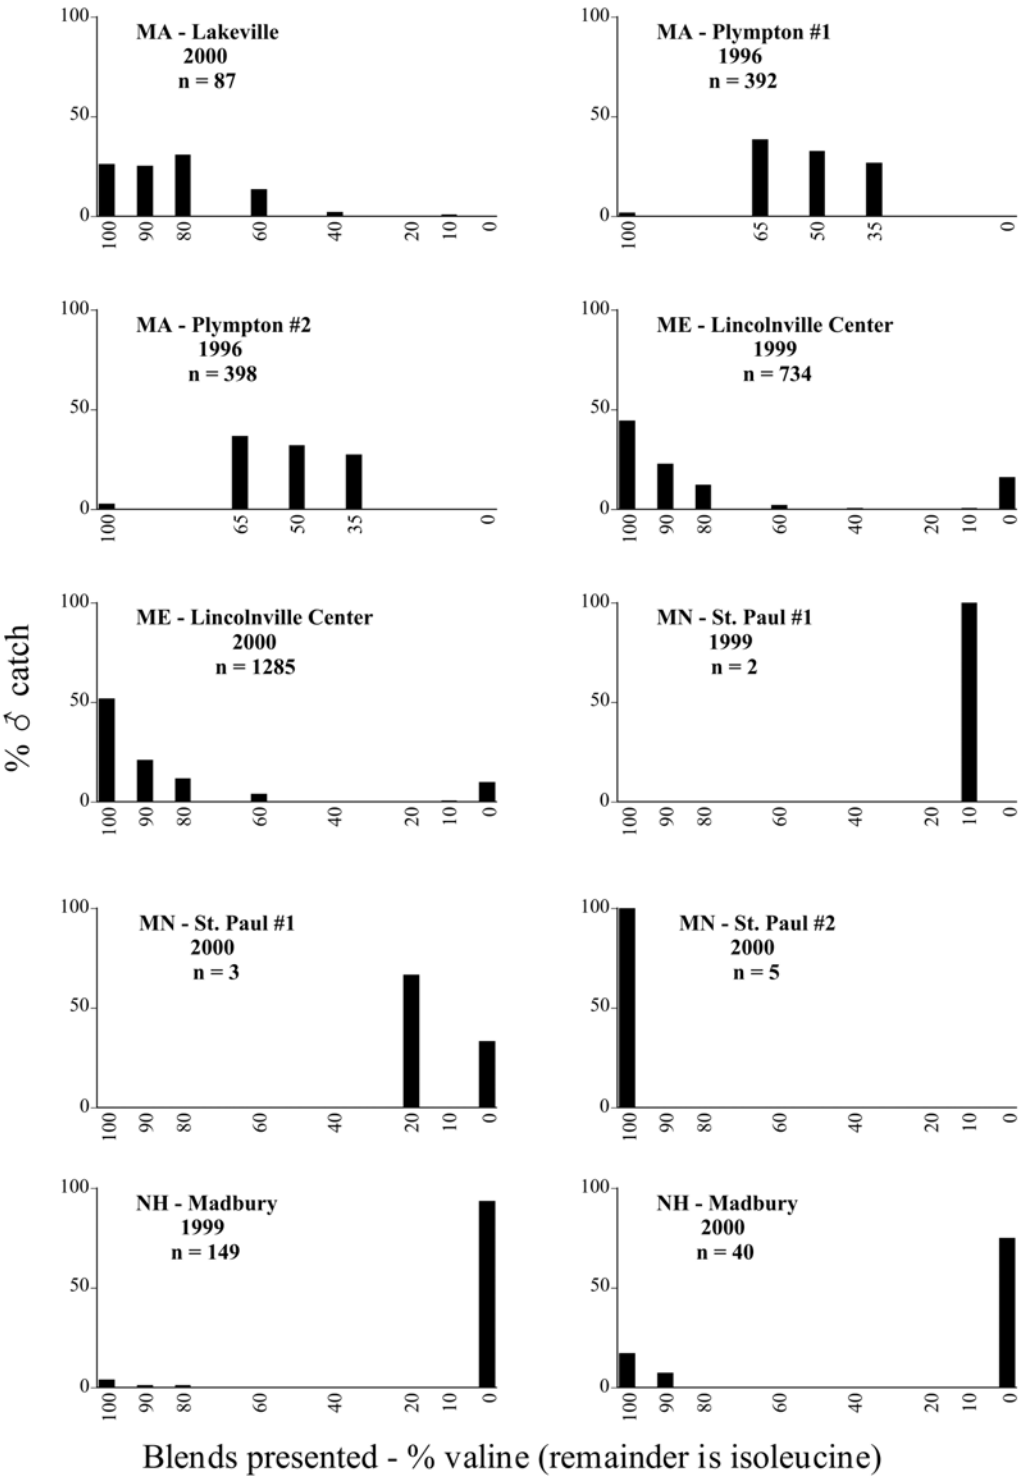 100
MA - Lakeville
2000
n = 87
50
0
100 90 80 60 40 20 10 0
100
MA - Plympton #1
1996
n = 392
50
0
100 65 50 35 0
100
MA - Plympton #2
1996
n = 398
50
0
100 65 50 35 0
100
ME - Lincolnville Center
1999
n = 734
50
0
100 90 80 60 40 20 10 0
% ♂ catch
100
ME - Lincolnville Center
2000
n = 1285
50
0
100 90 80 60 40 20 10 0
100
MN - St. Paul #1
1999
n = 2
50
0
100 90 80 60 40 20 10 0
100
MN - St. Paul #1
2000
n = 3
50
0
100 90 80 60 40 20 10 0
100
MN - St. Paul #2
2000
n = 5
50
0
100 90 80 60 40 20 10 0
100
NH - Madbury
1999
n = 149
50
0
100 90 80 60 40 20 10 0
100
NH - Madbury
2000
n = 40
50
0
100 90 80 60 40 20 10 0
Blends presented - % valine (remainder is isoleucine)